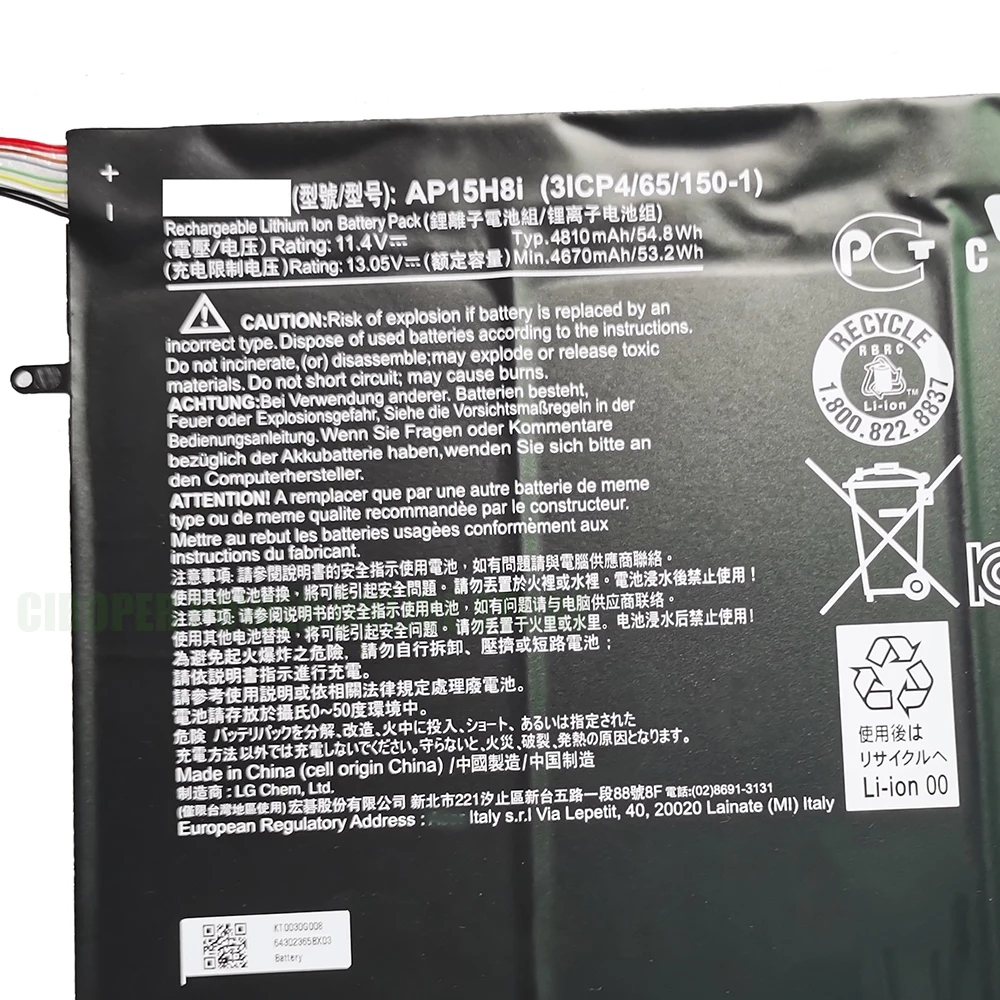 +
-
(型號/型号): AP15H8i (3ICP4/65/150-1)
Rechargeable Lithium Ion Battery Pack (鋰離子電池組/锂离子电池组)
(電壓/电压) Rating: 11.4V⎓ Typ. 4810mAh/54.8Wh
(充电限制电压) Rating: 13.05V⎓ (额定容量) Min. 4670mAh/53.2Wh
CAUTION:Risk of explosion if battery is replaced by an
incorrect type. Dispose of used batteries according to the instructions.
Do not incinerate, (or) disassemble;may explode or release toxic
materials. Do not short circuit; may cause burns.
ACHTUNG:Bei Verwendung anderer. Batterien besteht,
Feuer oder Explosionsgefahr, Siehe die Vorsichtsmaßregeln in der
Bedienungsanleitung. Wenn Sie Fragen oder Kommentare
bezüglich der Akkubatterie haben,wenden Sie sich bitte an
den Computerhersteller.
ATTENTION! A remplacer que par une autre batterie de meme
type ou de meme qualite recommandée par le constructeur.
Mettre au rebut les batteries usagèes conformèment aux
instructions du fabricant.
注意事項: 請參閱說明書的安全指示使用電池，如有問題請與電腦供應商聯絡。
使用其他電池替換，將可能引起安全問題。請勿丟置於火裡或水裡。電池浸水後禁止使用！
注意事项: 请参阅说明书的安全指示使用电池，如有问题请与电脑供应商联络。
使用其他电池替换，将可能引起安全问题。请勿丢置于火里或水里。电池浸水后禁止使用！
為避免起火爆炸之危險，請勿自行拆卸、壓擠或短路電池；
請依說明書指示進行充電。
請參考使用說明或依相關法律規定處理廢電池。
電池請存放於攝氏0~50度環境中。
危険 バッテリパックを分解、改造、火中に投入、ショート、あるいは指定された
充電方法以外では充電しないでください。守らないと、火災、破裂、発熱の原因となります。
Made in China (cell origin China) /中國製造/中国制造
制造商 : LG Chem, Ltd.
(僅限台灣地區使用) 宏碁股份有限公司 新北市221汐止區新台五路一段88號8F 電話:(02)8691-3131
European Regulatory Address : Italy s.r.l Via Lepetit, 40, 20020 Lainate (MI) Italy
PCT
C
RECYCLE
RBRC
Li-ion
TM
1.800.822.8837
使用後は
リサイクルへ
Li-ion 00
KT0030G008
64302365BX03
Battery